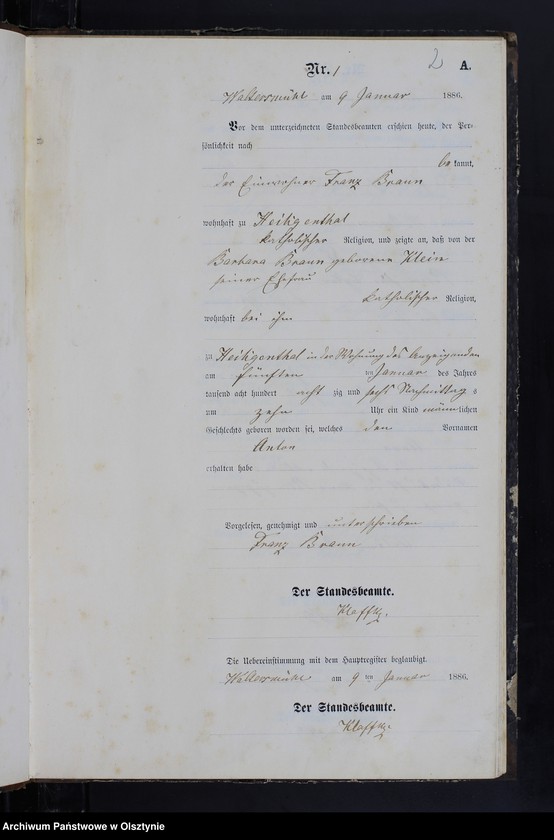 2
Nr. 1 A.
Waltersmühl am 9 Januar 1886.
Vor dem unterzeichneten Standesbeamten erschien heute, der Per-
sönlichkeit nach
be kannt,
der Einwohner Franz Braun
wohnhaft zu Heiligenthal
katholischer Religion, und zeigte an, daß von der
Barbara Braun geborene Klein
seiner Ehefrau
katholischer Religion,
wohnhaft bei ihm
zu Heiligenthal in der Wohnung des Anzeigenden
am fünften ten Januar des Jahres
tausend acht hundert acht zig und sechs Nachmittag s
um zehn Uhr ein Kind männlichen
Geschlechts geboren worden sei, welches den Vornamen
Anton
erhalten habe
Vorgelesen, genehmigt und unterschrieben
Franz Braun
Der Standesbeamte.
Die Uebereinstimmung mit dem Hauptregister beglaubigt.
Waltersmühl am 9 ten Januar 1886.
Der Standesbeamte.
Archiwum Państwowe w Olsztynie